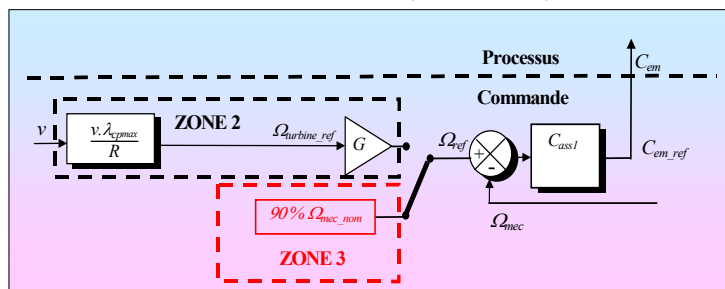 Processus
C_em
Commande
ZONE 2
v
v.λ_cpmax
R
Ω_turbine_ref
G
Ω_ref
+
-
C_ass1
C_em_ref
Ω_mec
90% Ω_mec_nom
ZONE 3